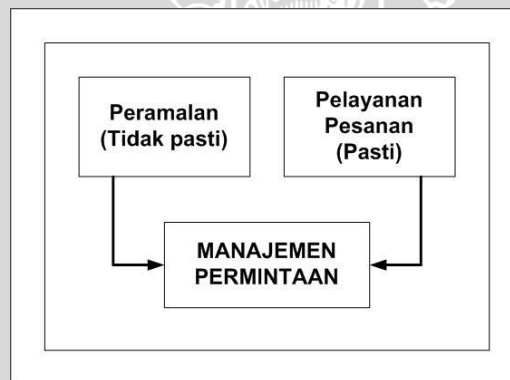 Peramalan
(Tidak pasti)
Pelayanan
Pesanan
(Pasti)
MANAJEMEN
PERMINTAAN